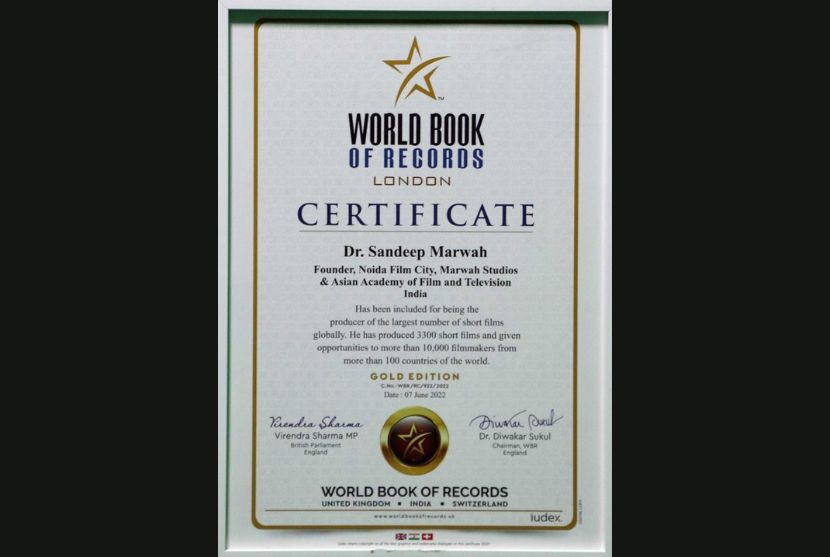 WORLD BOOK
OF RECORDS
LONDON
CERTIFICATE
Dr. Sandeep Marwah
Founder, Noida Film City, Marwah Studios
& Asian Academy of Film and Television
India
Has been included for being the
producer of the largest number of short films
globally. He has produced 3300 short films and given
opportunities to more than 10,000 filmmakers from
more than 100 countries of the world.
GOLD EDITION
C.No.-WBR/RC/922/2022
Date : 07 June 2022
Virendra Sharma
Virendra Sharma MP
British Parliament
England
Diwakar Sukul
Dr. Diwakar Sukul
Chairman, WBR
England
WORLD BOOK OF RECORDS
UNITED KINGDOM ★ INDIA ★ SWITZERLAND
www.worldbookofrecords.uk
iudex.